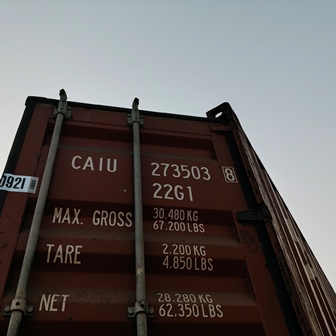 CAIU 273503 8
22G1
0921
MAX. GROSS 30.480 KG
67.200 LBS
TARE 2.200 KG
4.850 LBS
NET 28.280 KG
62.350 LBS